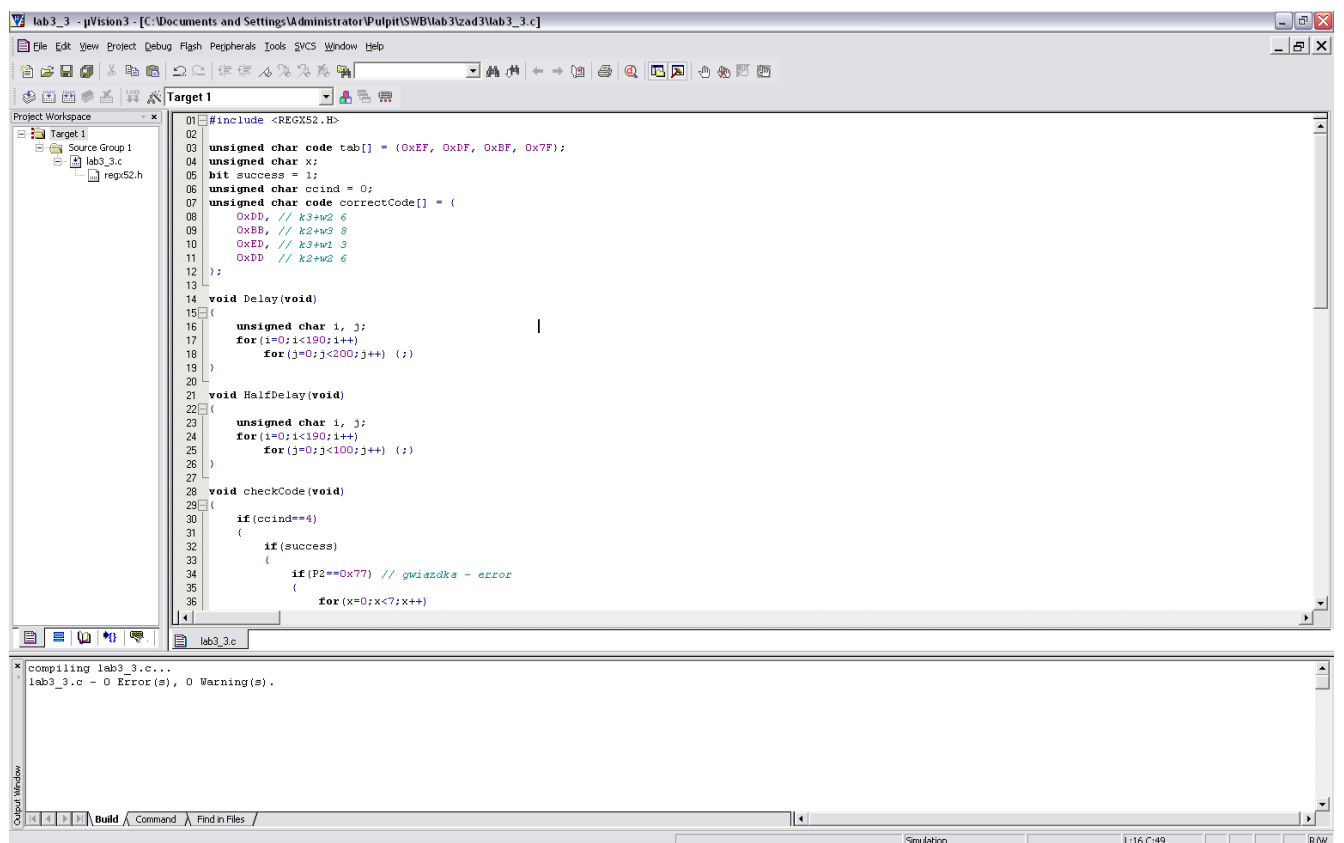 lab3_3 - µVision3 - [C:\Documents and Settings\Administrator\Pulpit\SWB\lab3\zad3\lab3_3.c]
File Edit View Project Debug Flash Peripherals Tools SVCS Window Help
LOAD Target 1
Project Workspace
Target 1
Source Group 1
lab3_3.c
regx52.h
01 #include <REGX52.H>
02
03 unsigned char code tab[] = {0xEF, 0xDF, 0xBF, 0x7F};
04 unsigned char x;
05 bit success = 1;
06 unsigned char ccind = 0;
07 unsigned char code correctCode[] = {
08 0xDD, // k3+w2 6
09 0xBB, // k2+w3 8
10 0xED, // k3+w1 3
11 0xDD // k2+w2 6
12 };
13
14 void Delay(void)
15 {
16 unsigned char i, j;
17 for(i=0;i<190;i++)
18 for(j=0;j<200;j++) {;}
19 }
20
21 void HalfDelay(void)
22 {
23 unsigned char i, j;
24 for(i=0;i<190;i++)
25 for(j=0;j<100;j++) {;}
26 }
27
28 void checkCode(void)
29 {
30 if(ccind==4)
31 {
32 if(success)
33 {
34 if(P2==0x77) // gwiazdka - error
35 {
36 for(x=0;x<7;x++)
lab3_3.c
compiling lab3_3.c...
lab3_3.c - 0 Error(s), 0 Warning(s).
Output Window
Build Command Find in Files
Simulation L:16 C:49 R/W